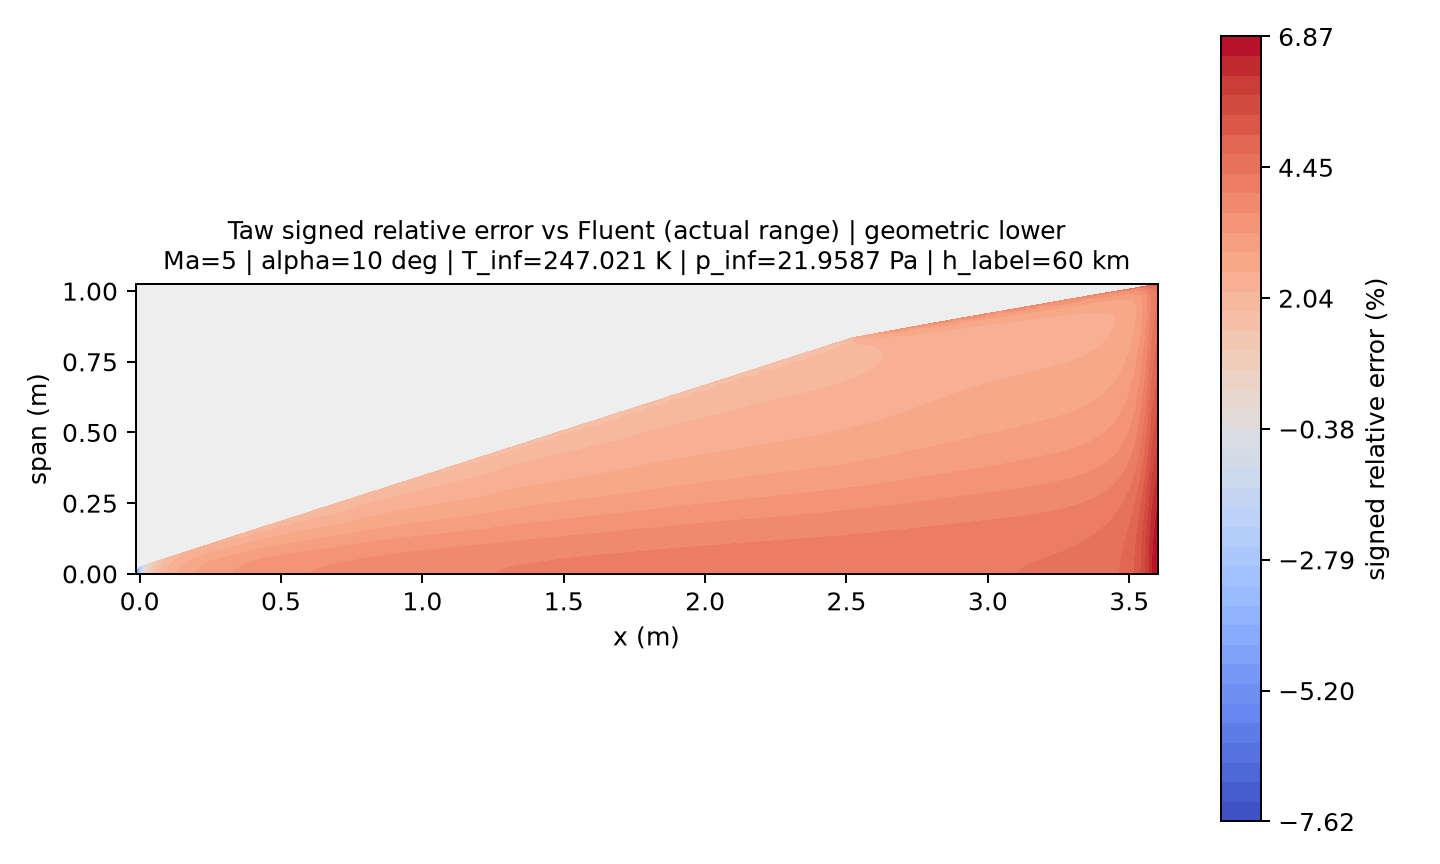 Taw signed relative error vs Fluent (actual range) | geometric lower
Ma=5 | alpha=10 deg | T_inf=247.021 K | p_inf=21.9587 Pa | h_label=60 km
span (m)
1.00
0.75
0.50
0.25
0.00
0.0 0.5 1.0 1.5 2.0 2.5 3.0 3.5
x (m)
6.87
4.45
2.04
−0.38
−2.79
−5.20
−7.62
signed relative error (%)